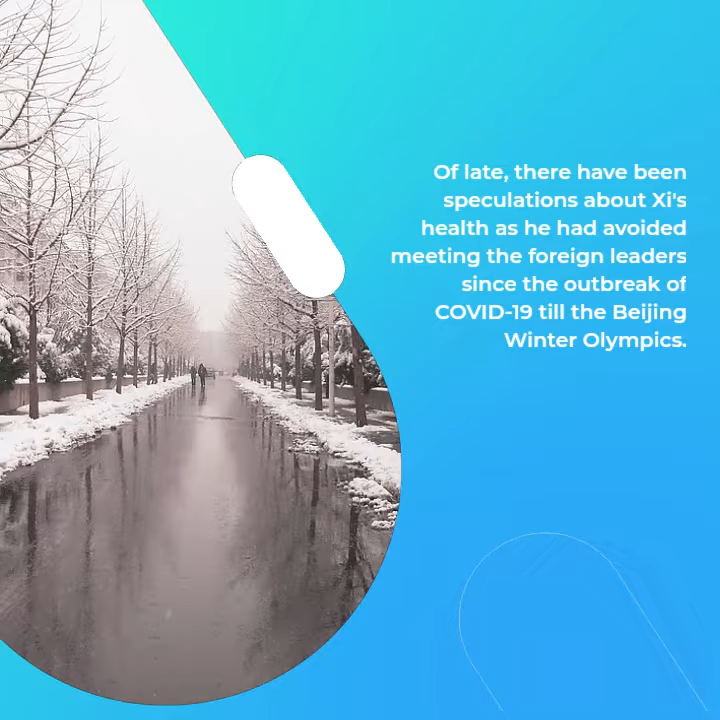 Of late, there have been
speculations about Xi's
health as he had avoided
meeting the foreign leaders
since the outbreak of
COVID-19 till the Beijing
Winter Olympics.